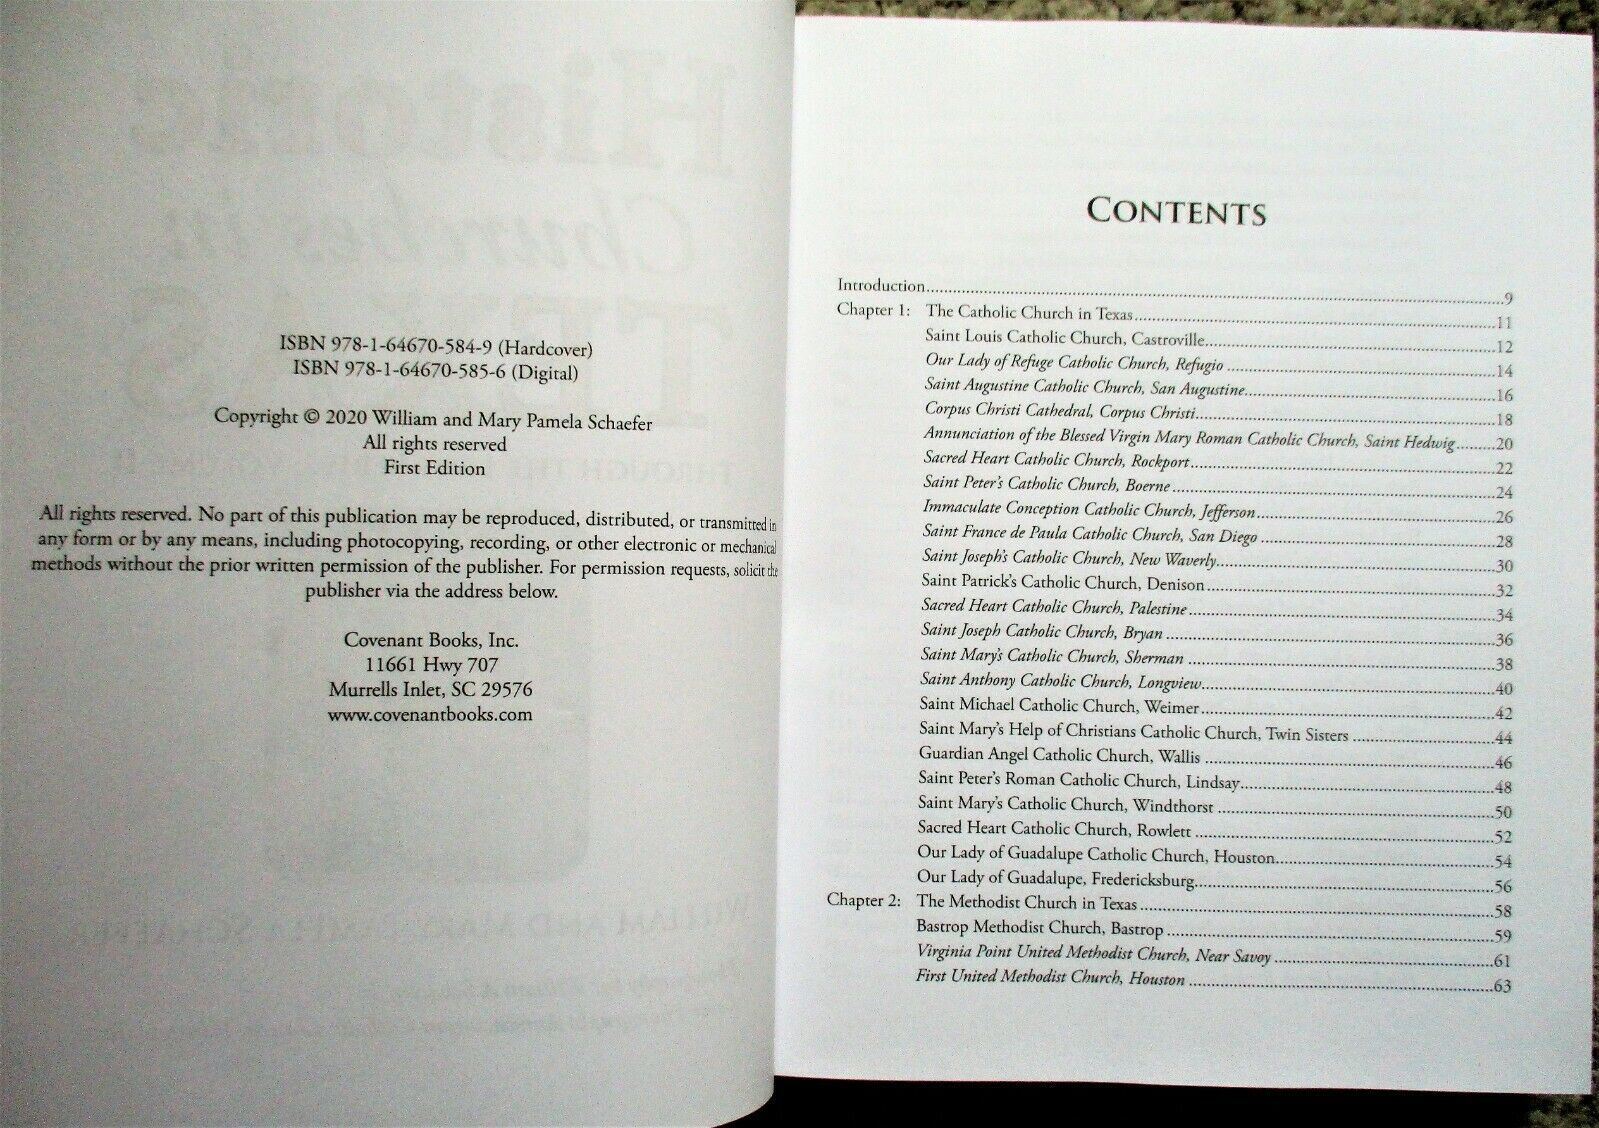 ISBN 978-1-64670-584-9 (Hardcover)
ISBN 978-1-64670-585-6 (Digital)
Copyright © 2020 William and Mary Pamela Schaefer
All rights reserved
First Edition
All rights reserved. No part of this publication may be reproduced, distributed, or transmitted in
any form or by any means, including photocopying, recording, or other electronic or mechanical
methods without the prior written permission of the publisher. For permission requests, solicit the
publisher via the address below.
Covenant Books, Inc.
11661 Hwy 707
Murrells Inlet, SC 29576
www.covenantbooks.com
CONTENTS
Introduction....................9
Chapter 1: The Catholic Church in Texas....................11
Saint Louis Catholic Church, Castroville....................12
Our Lady of Refuge Catholic Church, Refugio....................14
Saint Augustine Catholic Church, San Augustine....................16
Corpus Christi Cathedral, Corpus Christi....................18
Annunciation of the Blessed Virgin Mary Roman Catholic Church, Saint Hedwig.........20
Sacred Heart Catholic Church, Rockport....................22
Saint Peter's Catholic Church, Boerne....................24
Immaculate Conception Catholic Church, Jefferson....................26
Saint France de Paula Catholic Church, San Diego....................28
Saint Joseph's Catholic Church, New Waverly....................30
Saint Patrick's Catholic Church, Denison....................32
Sacred Heart Catholic Church, Palestine....................34
Saint Joseph Catholic Church, Bryan....................36
Saint Mary's Catholic Church, Sherman....................38
Saint Anthony Catholic Church, Longview....................40
Saint Michael Catholic Church, Weimer....................42
Saint Mary's Help of Christians Catholic Church, Twin Sisters....................44
Guardian Angel Catholic Church, Wallis....................46
Saint Peter's Roman Catholic Church, Lindsay....................48
Saint Mary's Catholic Church, Windthorst....................50
Sacred Heart Catholic Church, Rowlett....................52
Our Lady of Guadalupe Catholic Church, Houston....................54
Our Lady of Guadalupe, Fredericksburg....................56
Chapter 2: The Methodist Church in Texas....................58
Bastrop Methodist Church, Bastrop....................59
Virginia Point United Methodist Church, Near Savoy....................61
First United Methodist Church, Houston....................63